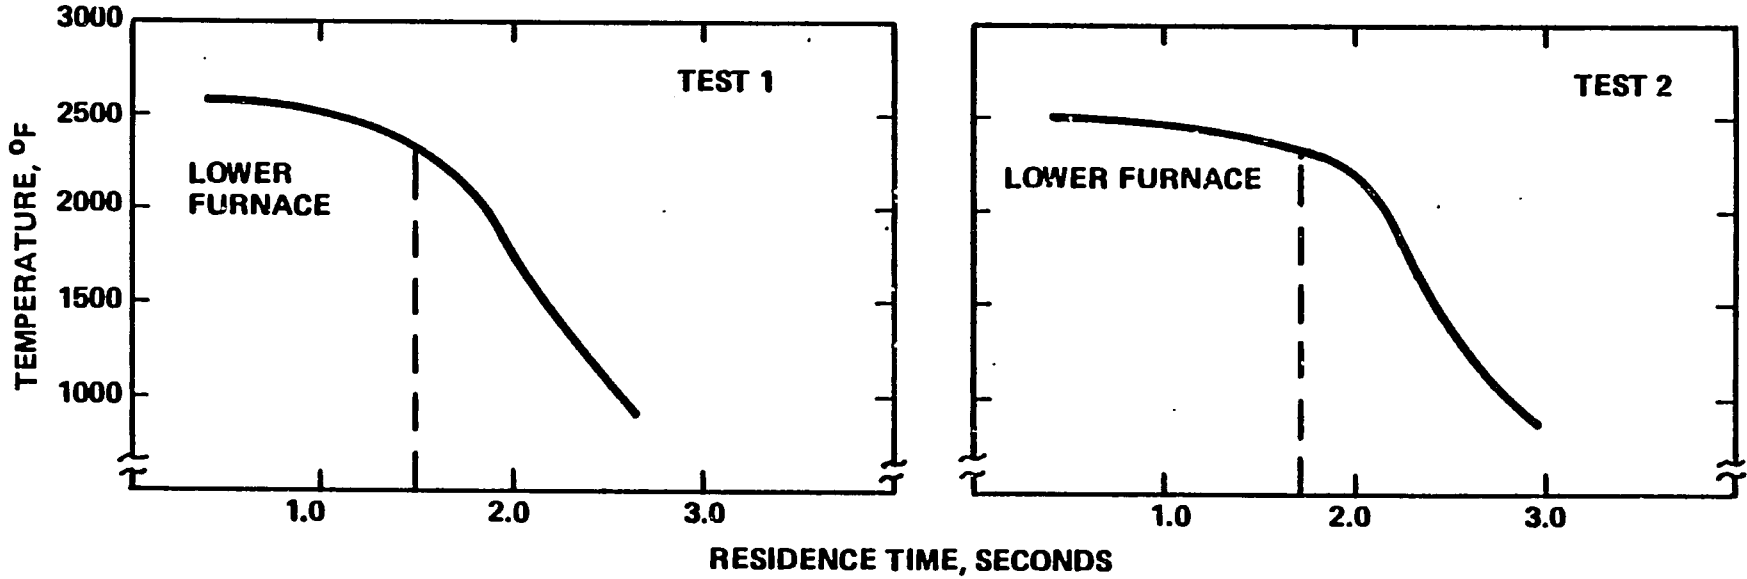 3000
2500
2000
1500
1000
TEMPERATURE, °F
TEST 1
LOWER
FURNACE
1.0
2.0
3.0
TEST 2
LOWER FURNACE
1.0
2.0
3.0
RESIDENCE TIME, SECONDS